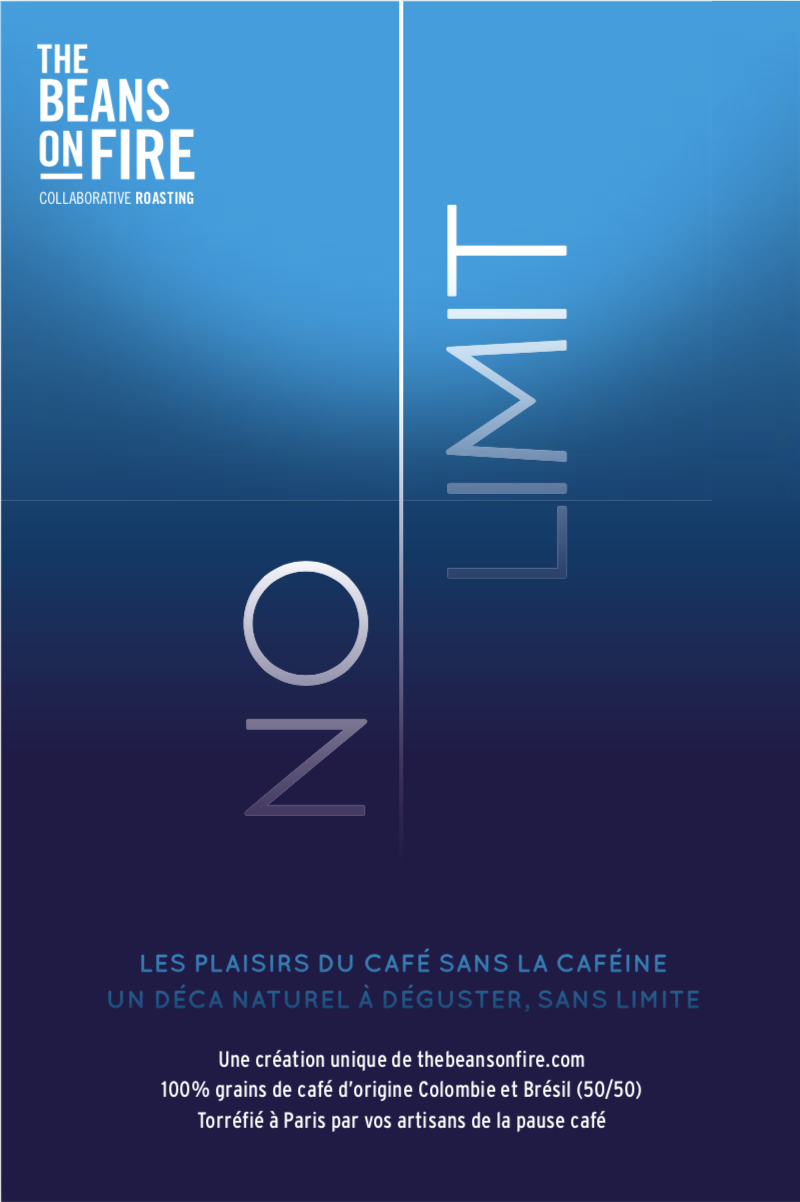 THE
BEANS
ON FIRE
COLLABORATIVE ROASTING
NO
LIMIT
LES PLAISIRS DU CAFÉ SANS LA CAFÉINE
UN DÉCA NATUREL À DÉGUSTER, SANS LIMITE
Une création unique de thebeansonfire.com
100% grains de café d’origine Colombie et Brésil (50/50)
Torréfié à Paris par vos artisans de la pause café